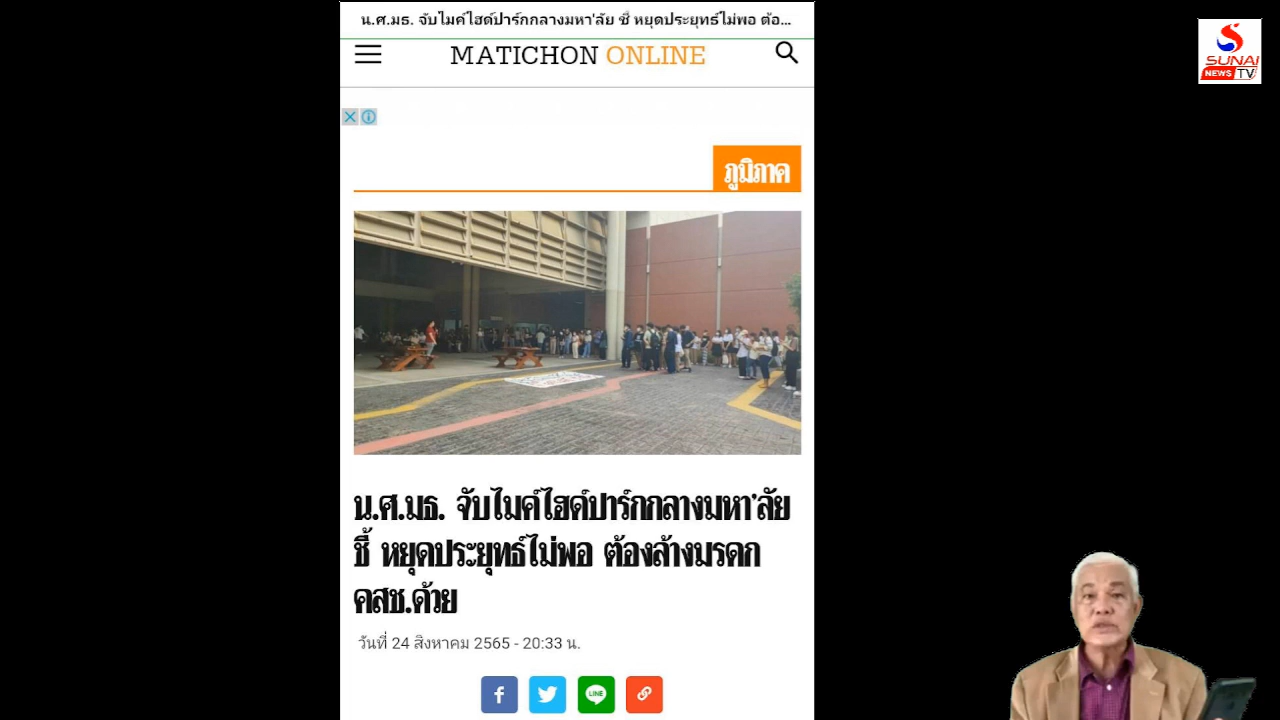 น.ศ.มธ. จับไมค์ไฮด์ปาร์กกลางมหา'ลัย ชี้ หยุดประยุทธ์ไม่พอ ต้อ...
MATICHON ONLINE
SUNAI
NEWS TV
ภูมิภาค
น.ศ.มธ. จับไมค์ไฮด์ปาร์กกลางมหา'ลัย
ชี้ หยุดประยุทธ์ไม่พอ ต้องล้างมรดก
คสช.ด้วย
วันที่ 24 สิงหาคม 2565 - 20:33 น.
f
LINE